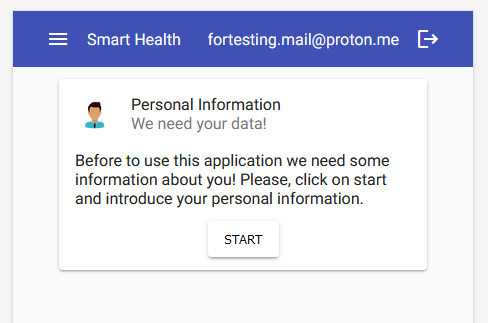 Smart Health fortesting.mail@proton.me
Personal Information
We need your data!
Before to use this application we need some
information about you! Please, click on start
and introduce your personal information.
START